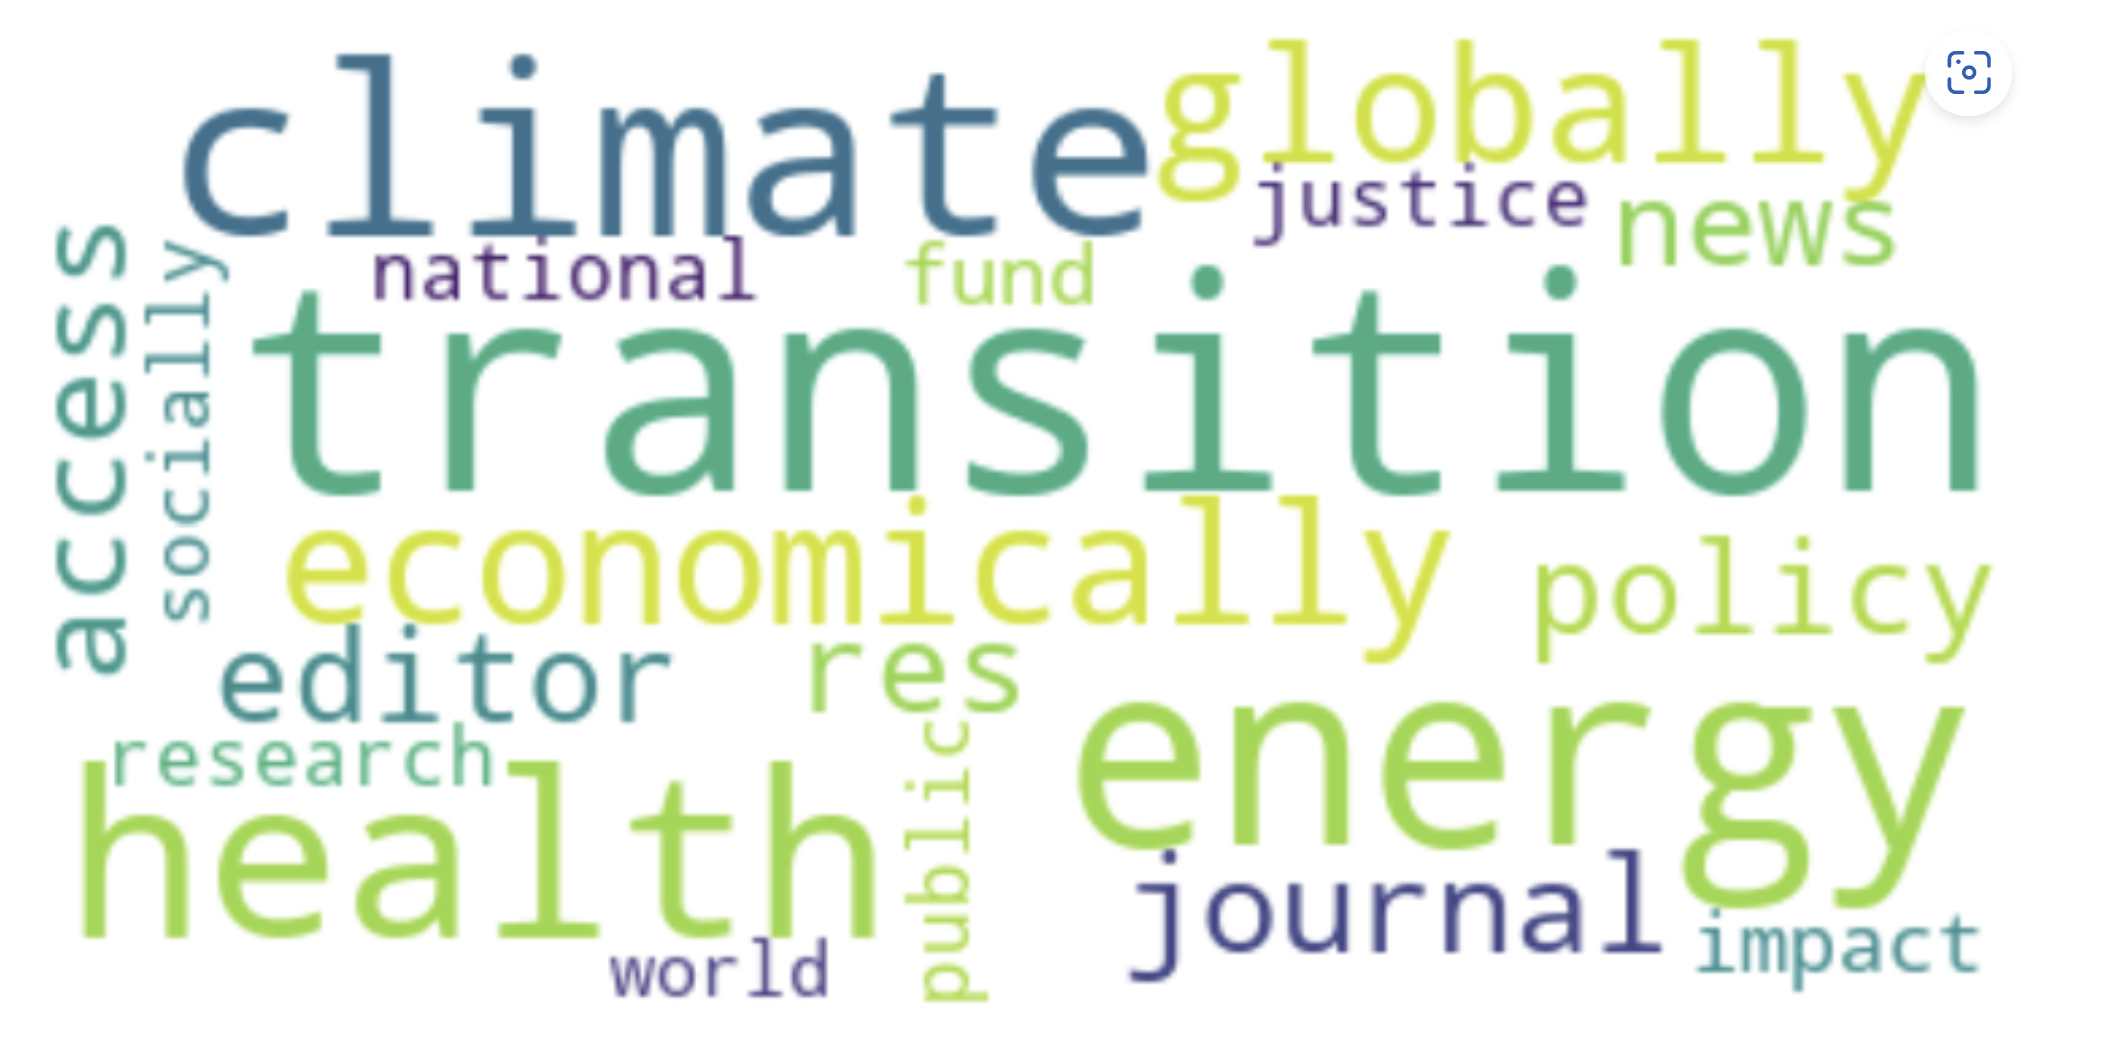 climate
globally
justice
news
access
socially
national
fund
transition
economically
policy
editor
res
energy
research
health
public
journal
impact
world